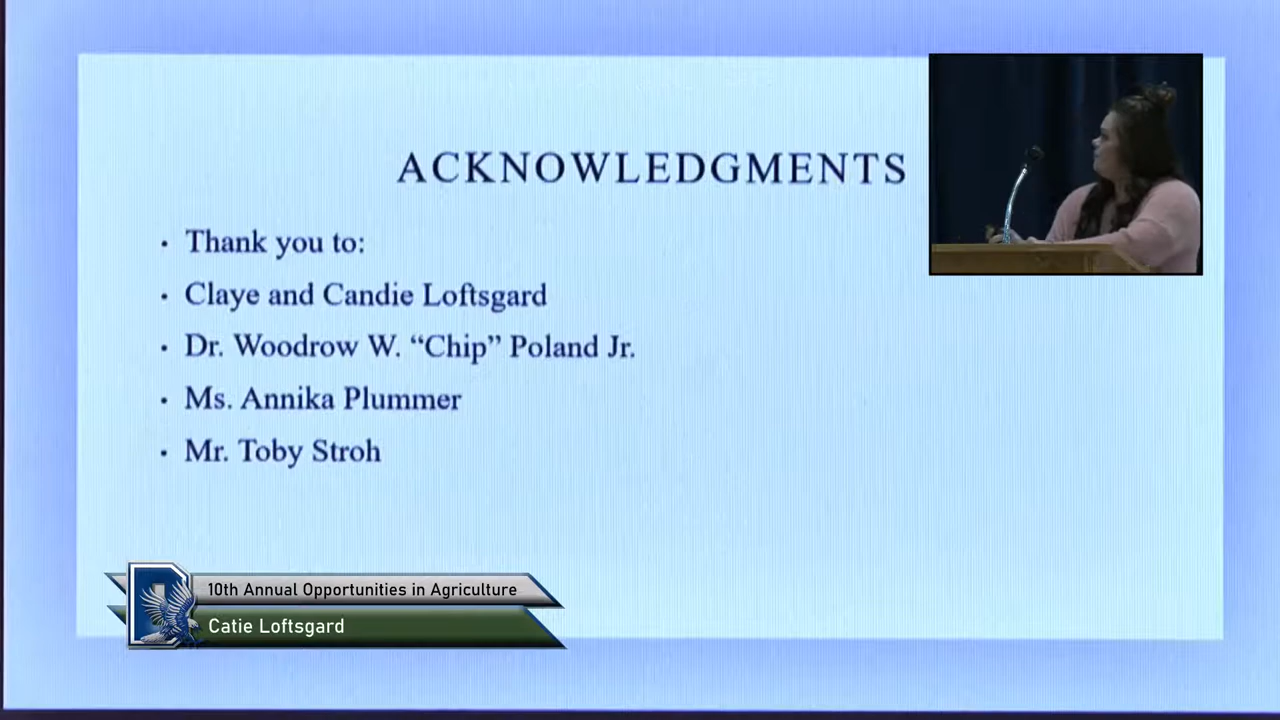 ACKNOWLEDGMENTS
• Thank you to:
• Claye and Candie Loftsgard
• Dr. Woodrow W. “Chip” Poland Jr.
• Ms. Annika Plummer
• Mr. Toby Stroh
10th Annual Opportunities in Agriculture
Catie Loftsgard